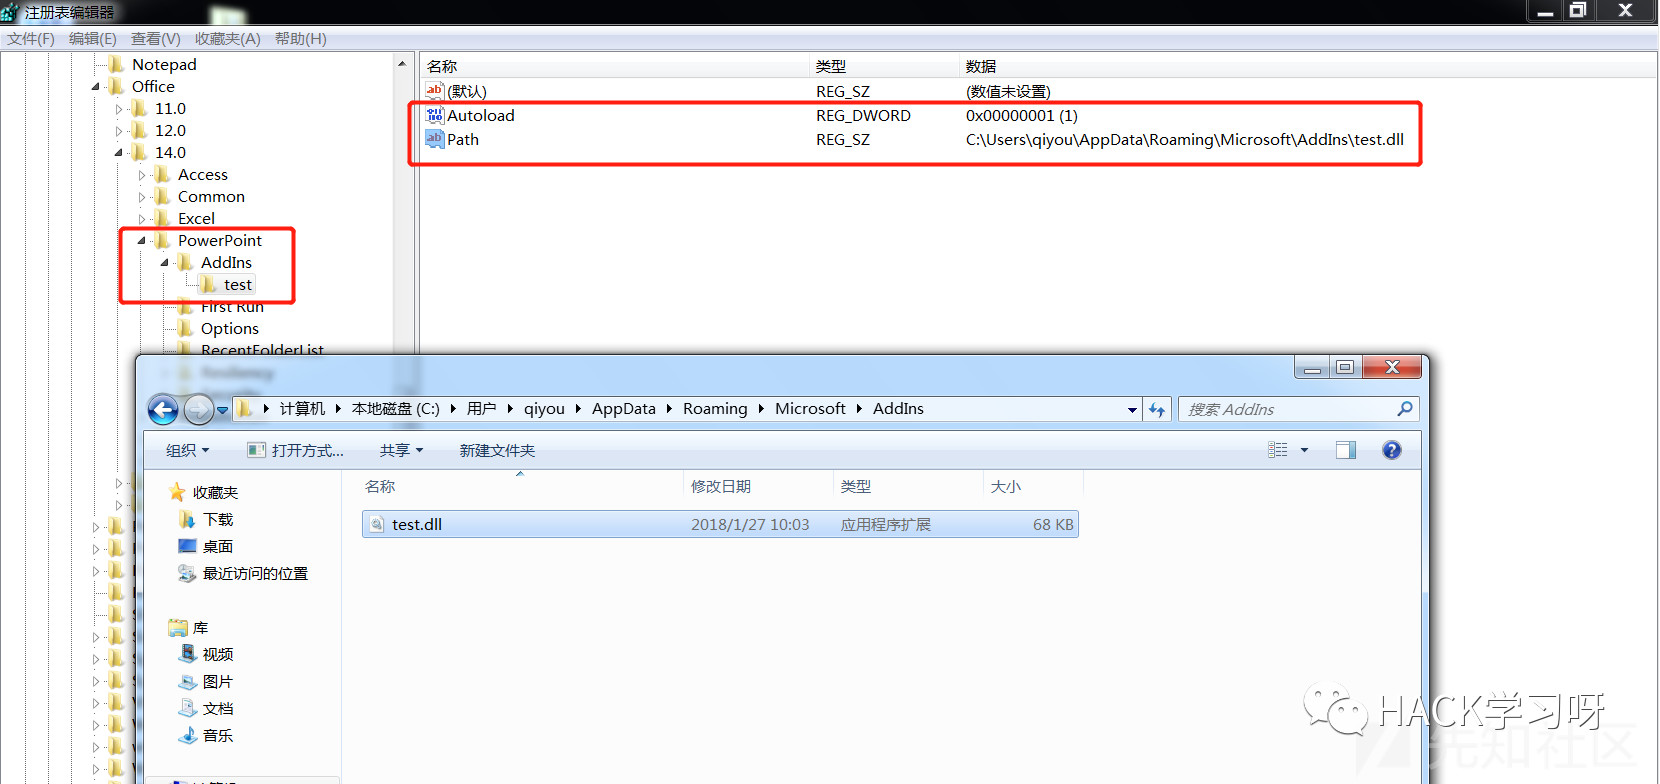 注册表编辑器
文件(F) 编辑(E) 查看(V) 收藏夹(A) 帮助(H)
Notepad
Office
11.0
12.0
14.0
Access
Common
Excel
PowerPoint
AddIns
test
First Run
Options
RecentFolderList
Resiliency
名称 类型 数据
(默认) REG_SZ (数值未设置)
Autoload REG_DWORD 0x00000001 (1)
Path REG_SZ C:\Users\qiyou\AppData\Roaming\Microsoft\AddIns\test.dll
计算机 本地磁盘 (C:) 用户 qiyou AppData Roaming Microsoft AddIns
搜索 AddIns
组织 打开方式... 共享 新建文件夹
收藏夹
下载
桌面
最近访问的位置
库
视频
图片
文档
音乐
名称 修改日期 类型 大小
test.dll 2018/1/27 10:03 应用程序扩展 68 KB
HACK学习呀
先知社区